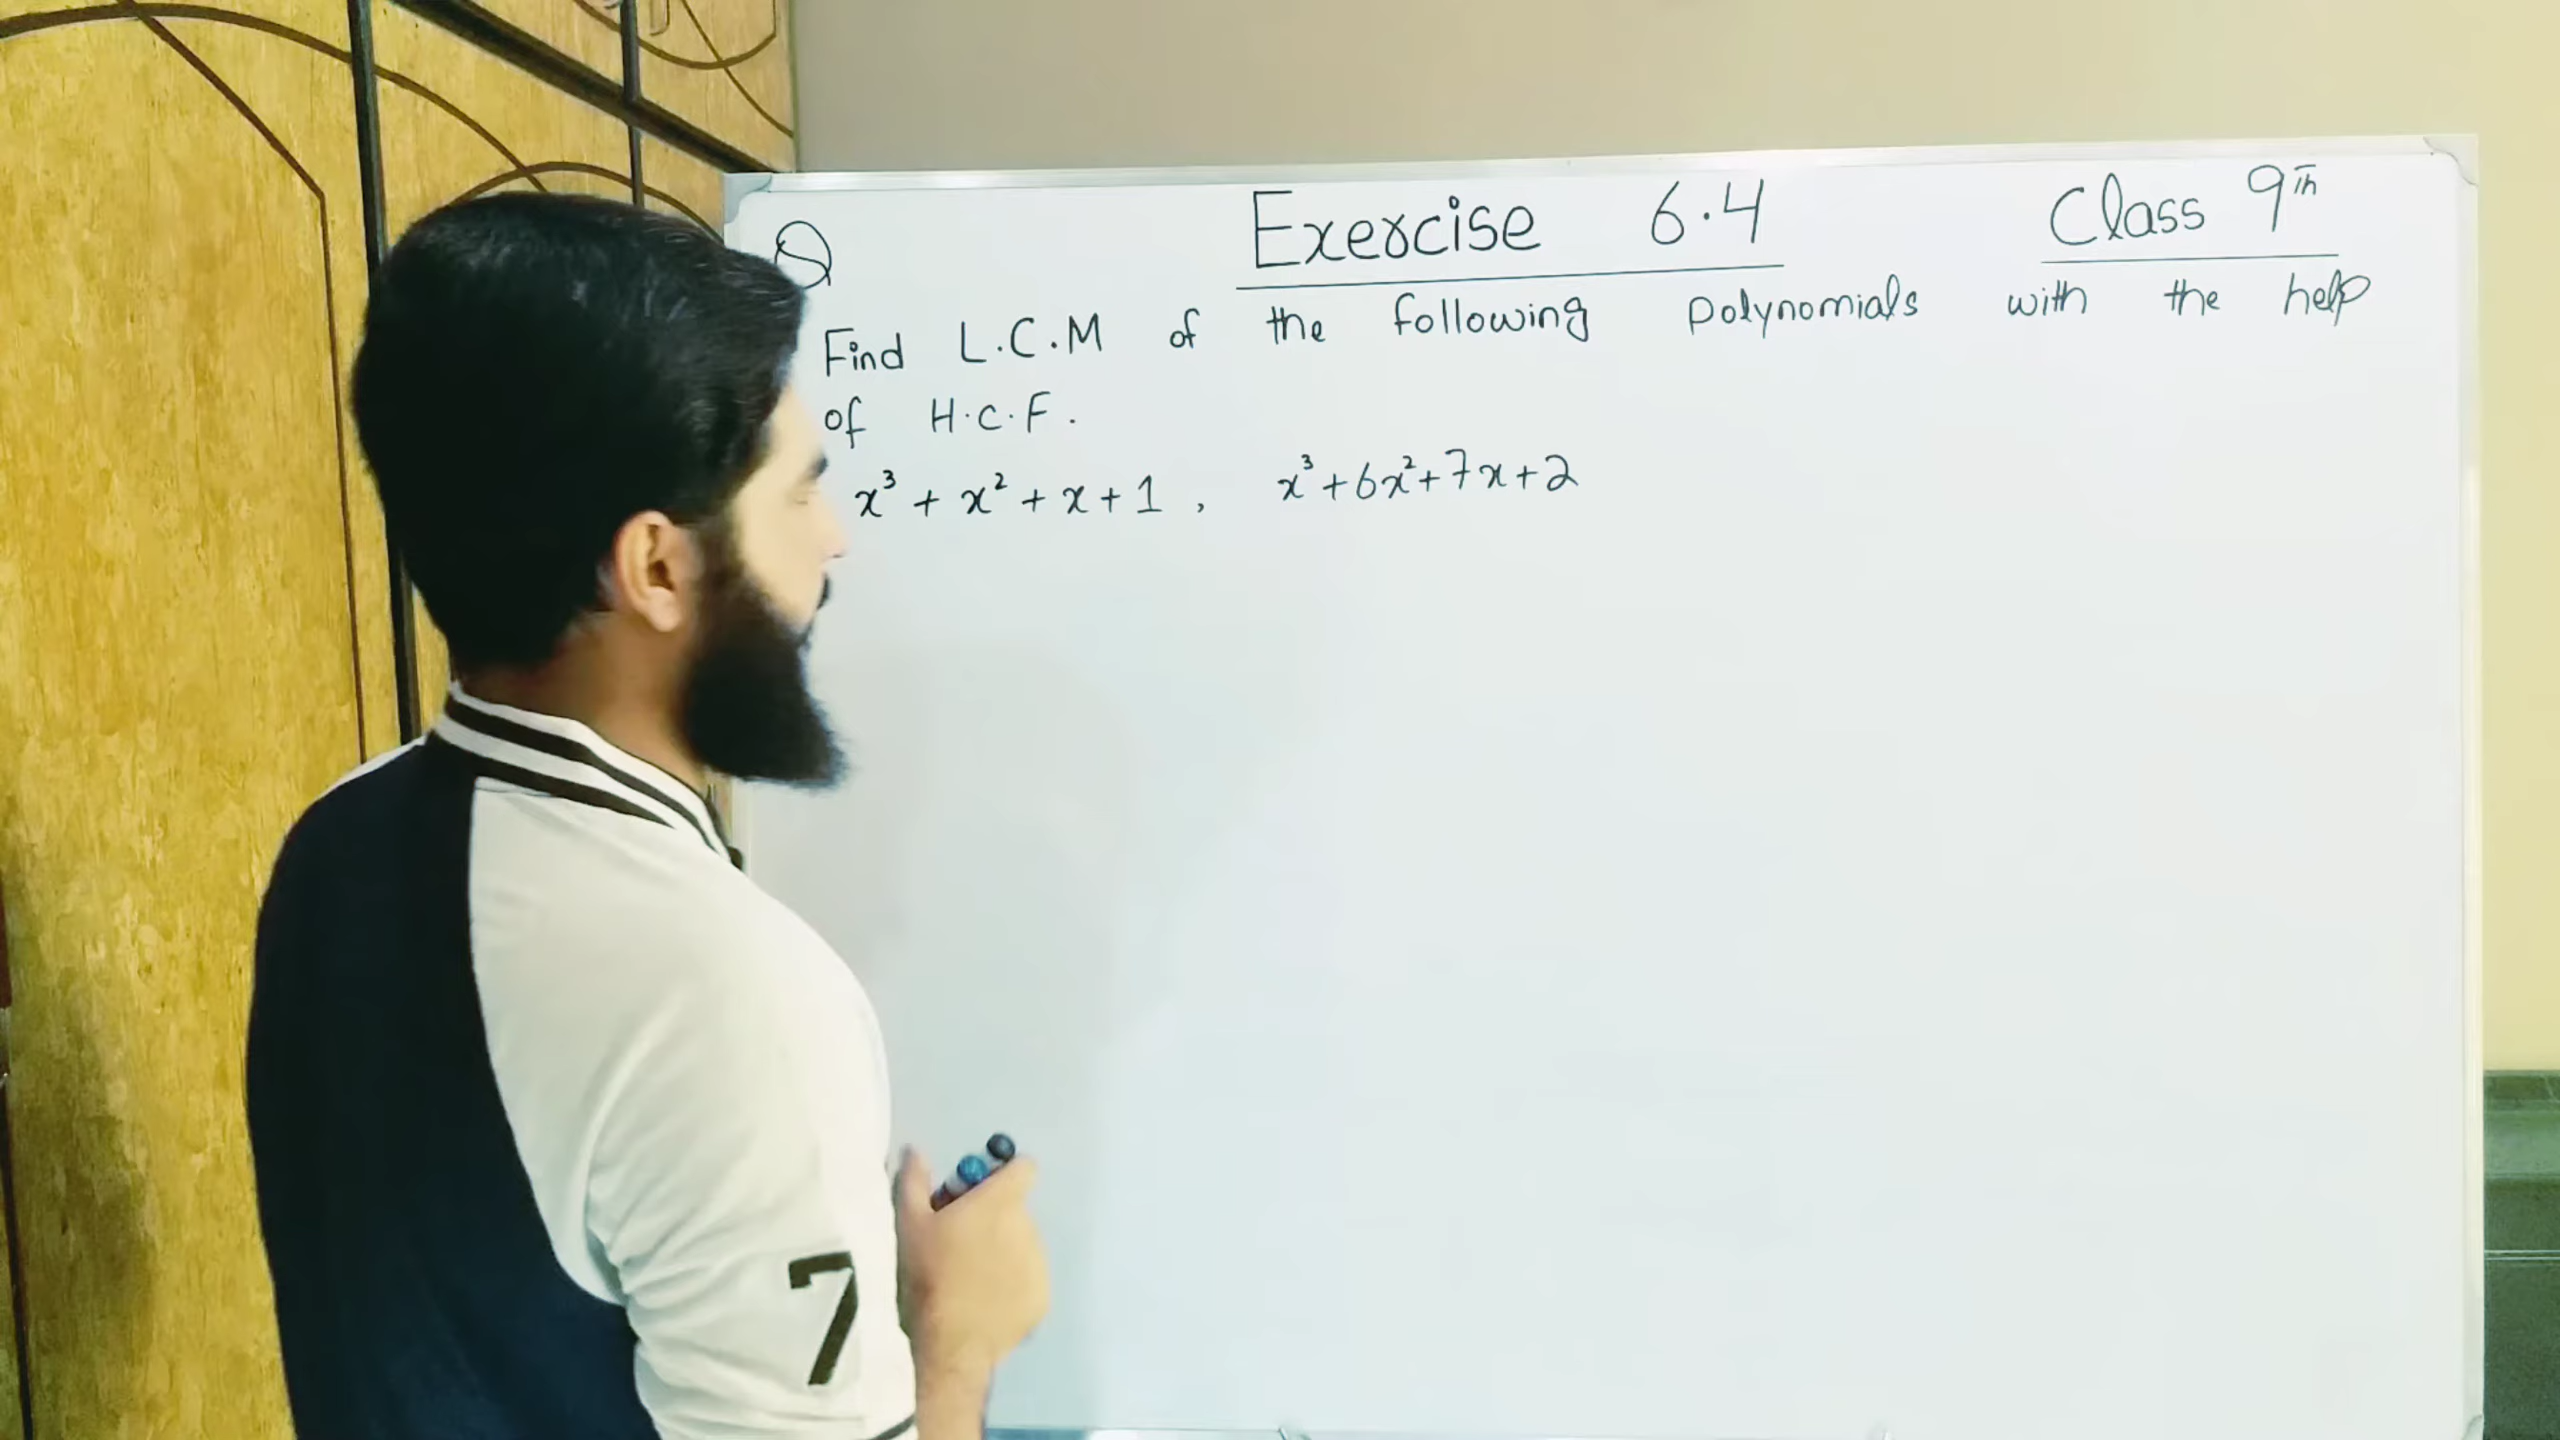 Q
Exercise 6.4 Class 9th
Find L.C.M of the following polynomials with the help
of H.C.F.
x³ + x² + x + 1 , x³+6x²+7x+2
7